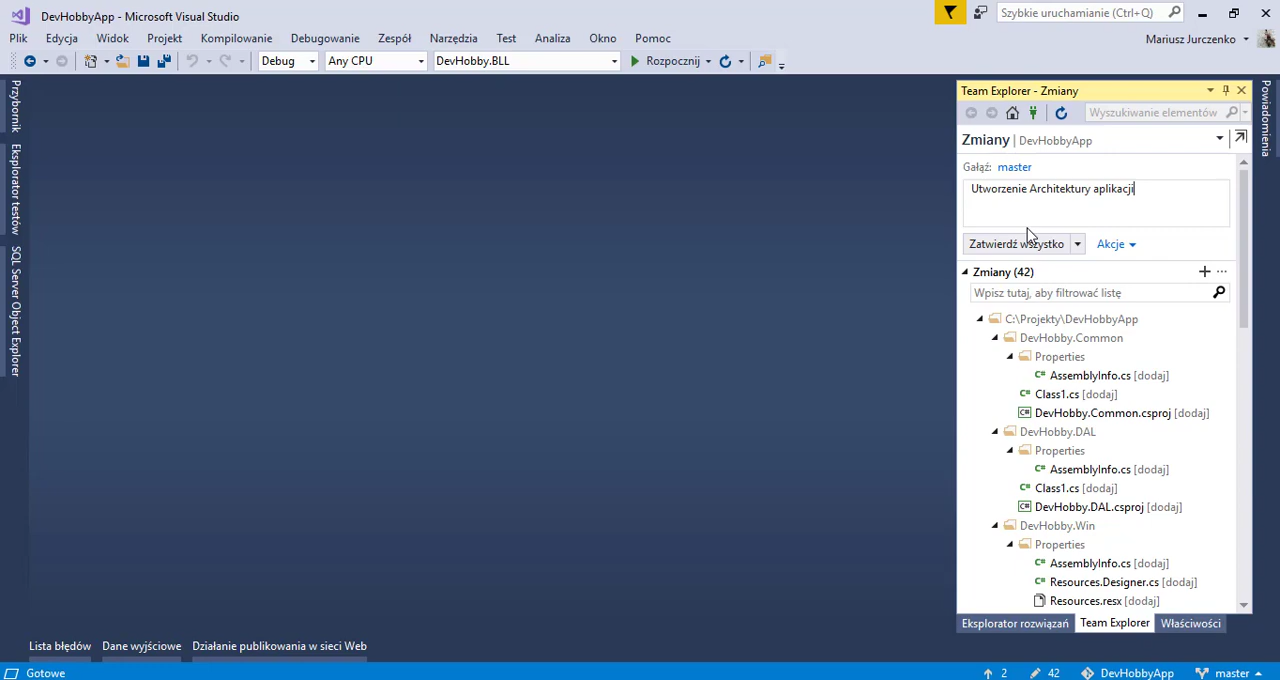 DevHobbyApp - Microsoft Visual Studio
Szybkie uruchamianie (Ctrl+Q)
Plik Edycja Widok Projekt Kompilowanie Debugowanie Zespół Narzędzia Test Analiza Okno Pomoc
Mariusz Jurczenko
Debug Any CPU DevHobby.BLL Rozpocznij
Przybornik
Eksplorator testów
SQL Server Object Explorer
Team Explorer - Zmiany
Wyszukiwanie elementów
Zmiany | DevHobbyApp
Gałąź: master
Utworzenie Architektury aplikacji
Zatwierdź wszystko Akcje
Zmiany (42)
Wpisz tutaj, aby filtrować listę
C:\Projekty\DevHobbyApp
DevHobby.Common
Properties
AssemblyInfo.cs [dodaj]
Class1.cs [dodaj]
DevHobby.Common.csproj [dodaj]
DevHobby.DAL
Properties
AssemblyInfo.cs [dodaj]
Class1.cs [dodaj]
DevHobby.DAL.csproj [dodaj]
DevHobby.Win
Properties
AssemblyInfo.cs [dodaj]
Resources.Designer.cs [dodaj]
Resources.resx [dodaj]
Eksplorator rozwiązań Team Explorer Właściwości
Powiadomienia
Lista błędów Dane wyjściowe Działanie publikowania w sieci Web
Gotowe 2 42 DevHobbyApp master